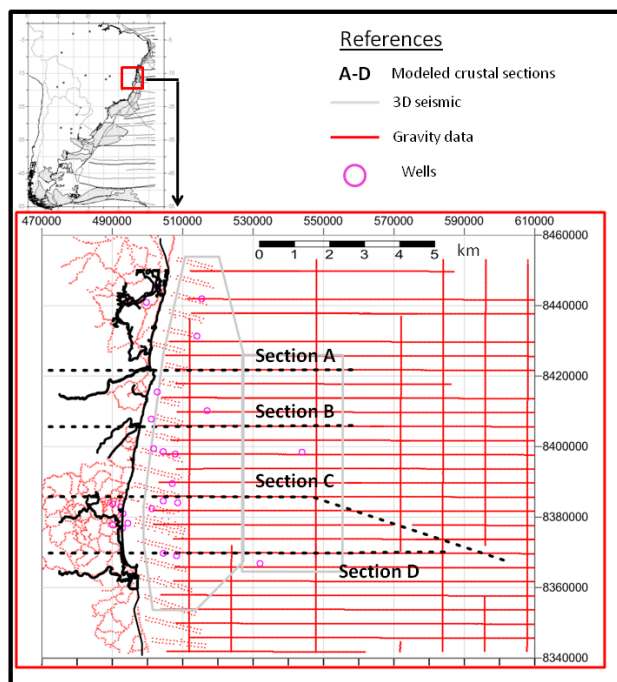 References
A-D Modeled crustal sections
3D seismic
Gravity data
Wells
470000 490000 510000 530000 550000 570000 590000 610000
8460000
0 1 2 3 4 5 km
8440000
Section A
8420000
Section B
8400000
Section C
8380000
Section D
8360000
8340000